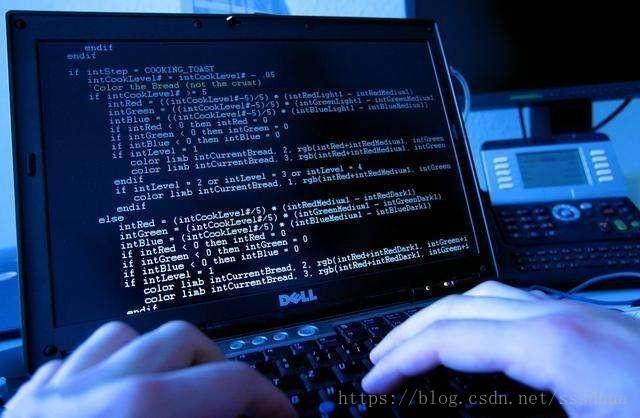 endif
endif
if intStep = COOKING_TOAST
intCookLevel# = intCookLevel# - .05
`Color the Bread (not the crust)
if intCookLevel# >= 5
intRed = ((intCookLevel#-5)/5) * (intRedLight1 - intRedMedium1)
intGreen = ((intCookLevel#-5)/5) * (intGreenLight1 - intGreenMedium1
intBlue = ((intCookLevel#-5)/5) * (intBlueLight1 - intBlueMedium1)
if intRed < 0 then intRed = 0
if intGreen < 0 then intGreen = 0
if intBlue < 0 then intBlue = 0
if intLevel = 1
color limb intCurrentBread, 2, rgb(intRed+intRedMedium1, intGreen
color limb intCurrentBread, 3, rgb(intRed+intRedMedium1, intGreen
endif
if intLevel = 2 or intLevel = 3 or intLevel = 4
color limb intCurrentBread, 1, rgb(intRed+intRedMedium1, intGreen
endif
else
intRed = (intCookLevel#/5) * (intRedMedium1 - intRedDark1)
intGreen = (intCookLevel#/5) * (intGreenMedium1 - intGreenDark1)
intBlue = (intCookLevel#/5) * (intBlueMedium1 - intBlueDark1)
if intRed < 0 then intRed = 0
if intGreen < 0 then intGreen = 0
if intBlue < 0 then intBlue = 0
if intLevel = 1
color limb intCurrentBread, 2, rgb(intRed+intRedDark1, intGreen+i
color limb intCurrentBread, 3, rgb(intRed+intRedDark1, intGreen+
endif
DELL
https://blog.csdn.net/